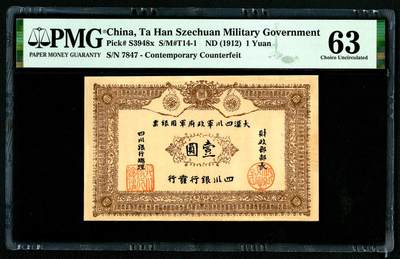 PMG
PAPER MONEY GUARANTY
China, Ta Han Szechuan Military Government
Pick# S3948x S/M#T14-1 ND (1912) 1 Yuan
S/N 7847 - Contemporary Counterfeit
63
Choice Uncirculated
票銀用軍府政軍川四漢大
圓壹
財政部部長
四川銀行總理
行發行銀川四